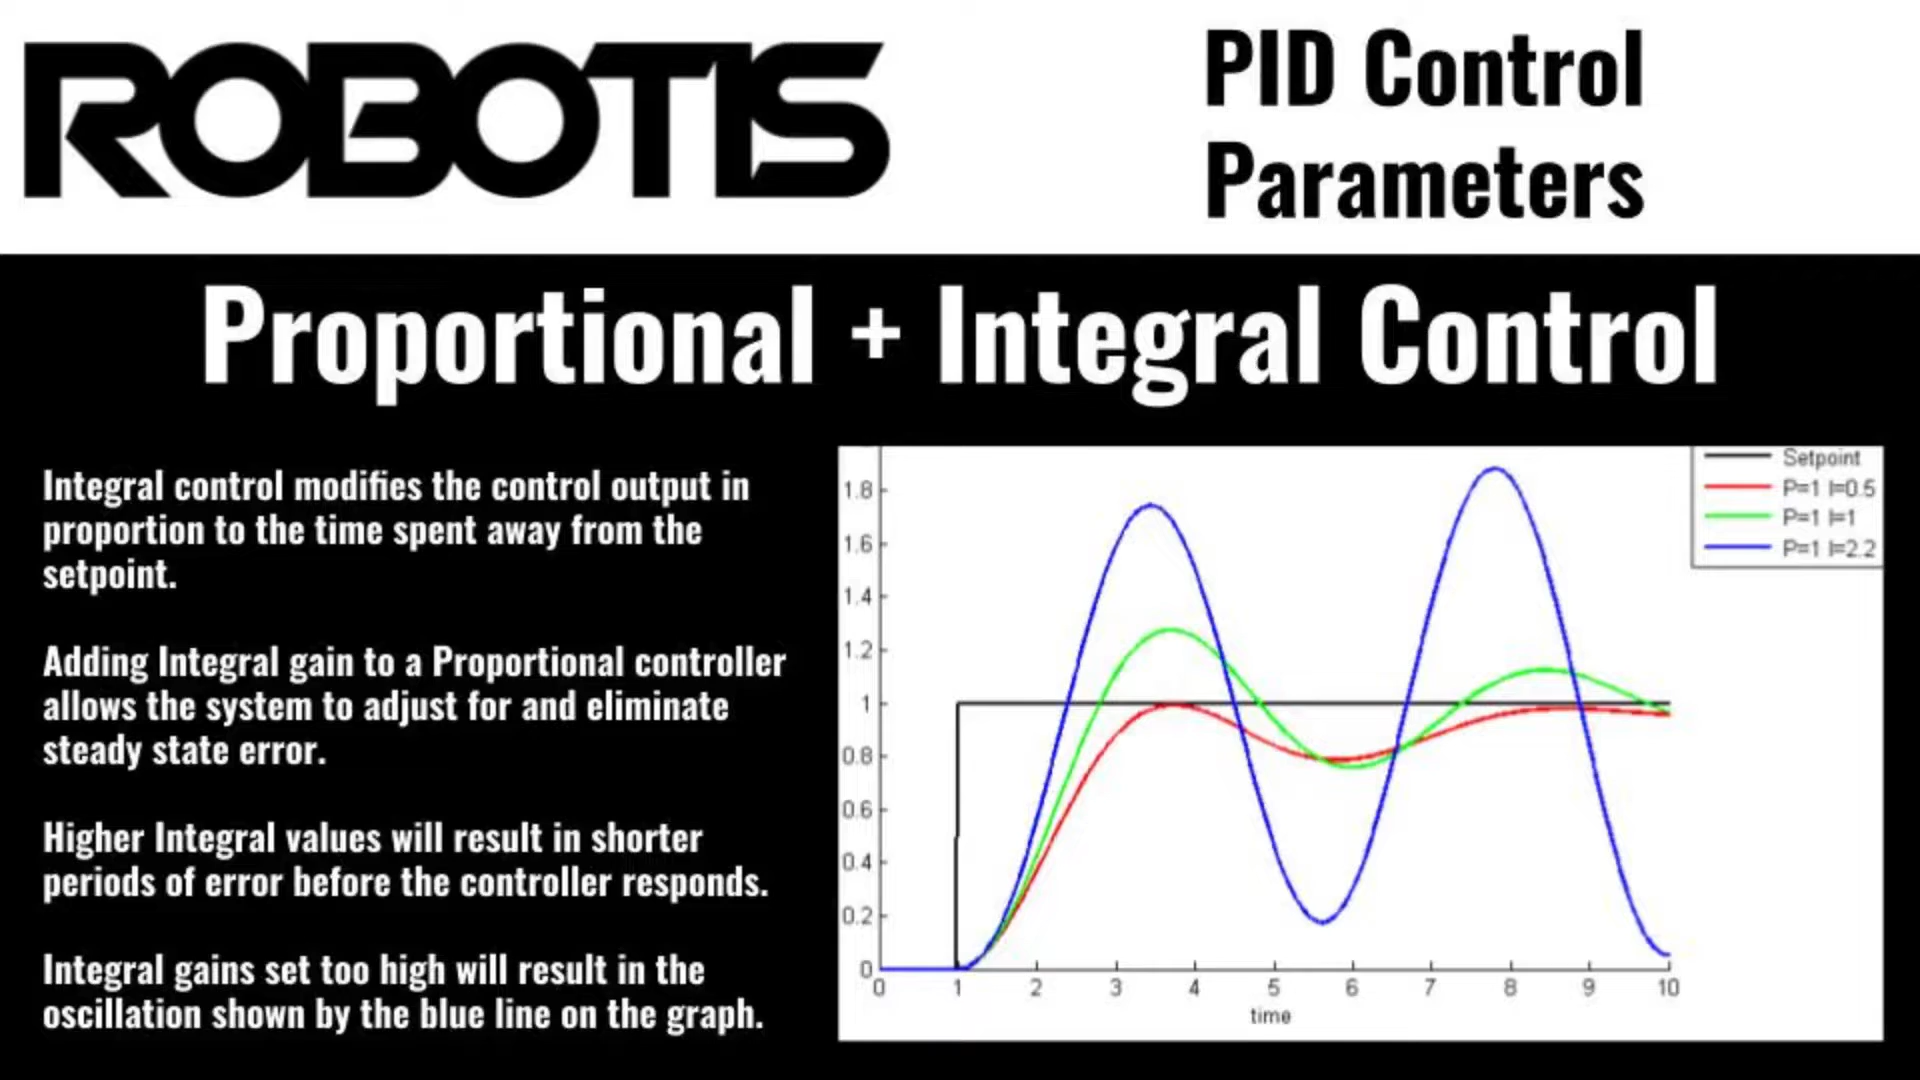 ROBOTIS
PID Control
Parameters
Proportional + Integral Control
Integral control modifies the control output in
proportion to the time spent away from the
setpoint.
Adding Integral gain to a Proportional controller
allows the system to adjust for and eliminate
steady state error.
Higher Integral values will result in shorter
periods of error before the controller responds.
Integral gains set too high will result in the
oscillation shown by the blue line on the graph.
Setpoint
P=1 I=0.5
P=1 I=1
P=1 I=2.2
1.8
1.6
1.4
1.2
1
0.8
0.6
0.4
0.2
0
0 1 2 3 4 5 6 7 8 9 10
time